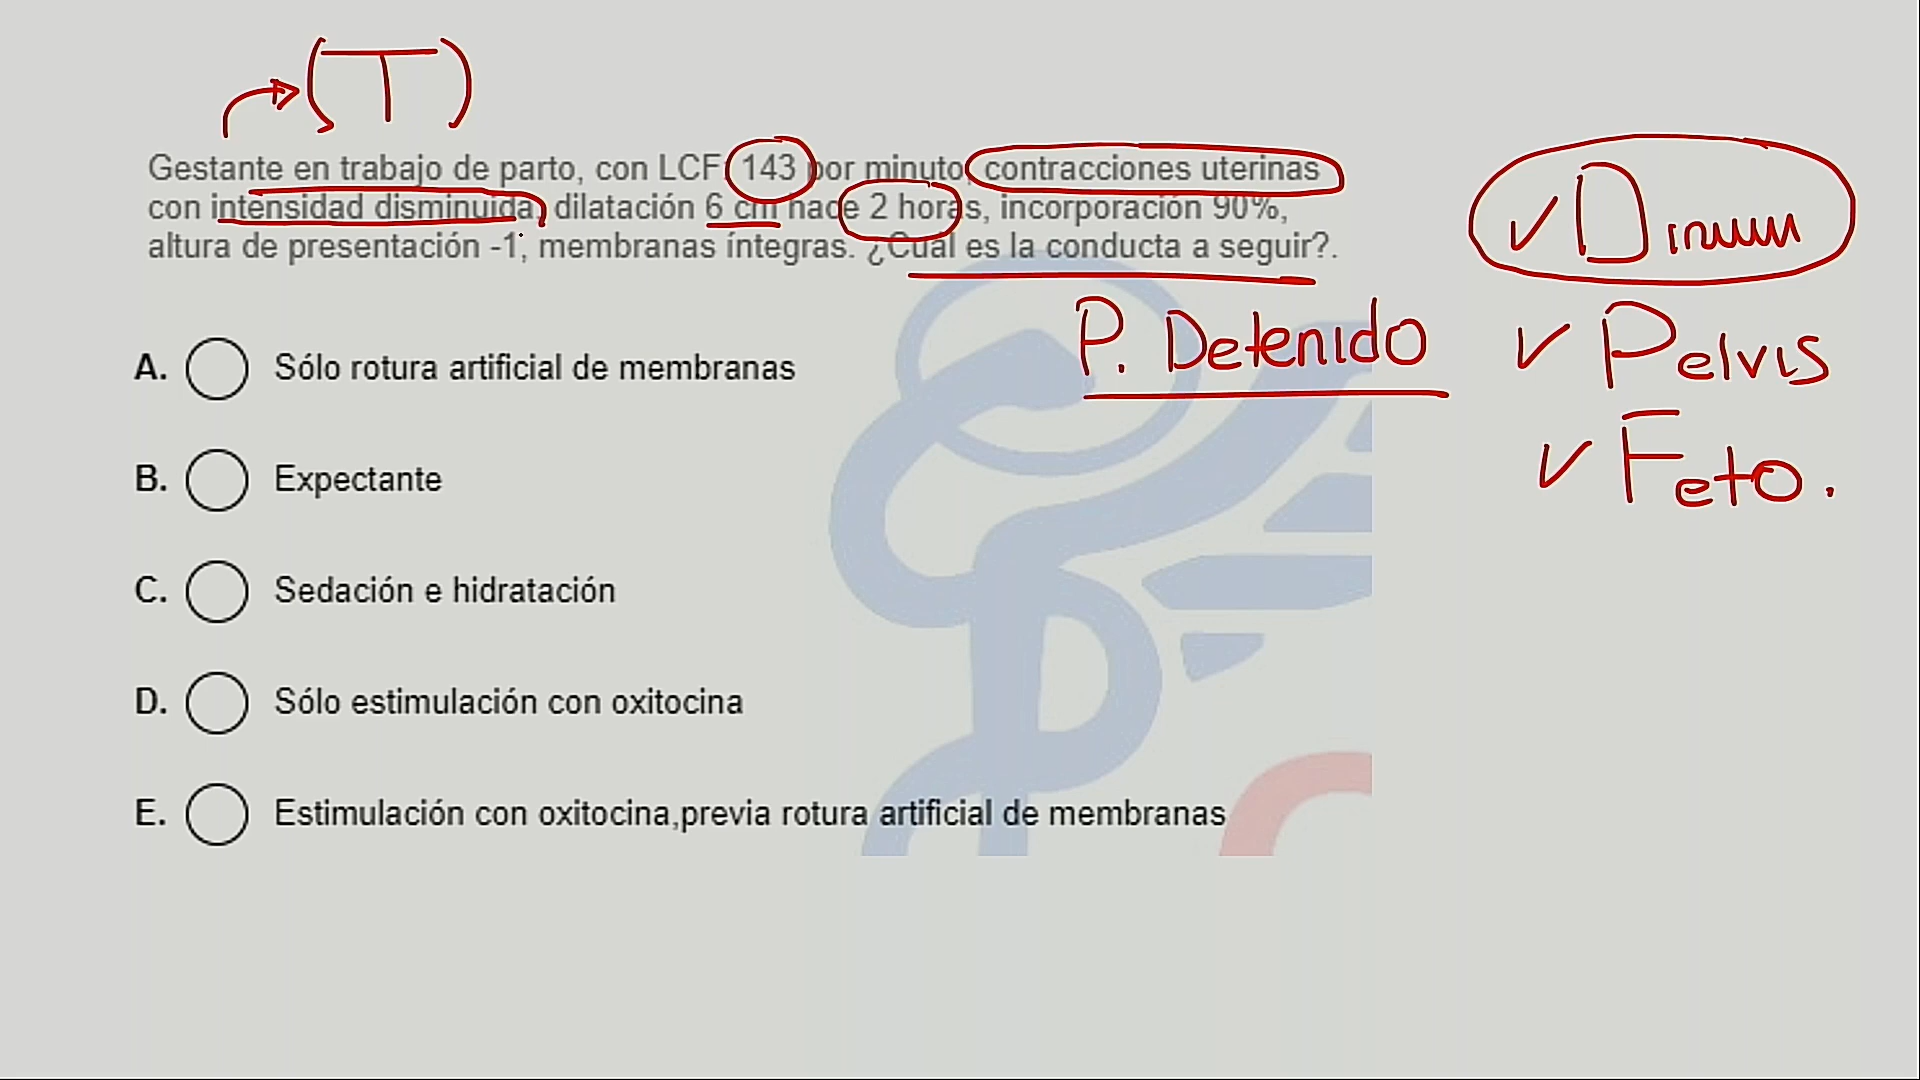 (T)
Gestante en trabajo de parto, con LCF: 143 por minuto, contracciones uterinas
con intensidad disminuida, dilatación 6 cm hace 2 horas, incorporación 90%,
altura de presentación -1, membranas íntegras. ¿Cuál es la conducta a seguir?.
P. Detenido
Pelvis
Feto.
A. Sólo rotura artificial de membranas
B. Expectante
C. Sedación e hidratación
D. Sólo estimulación con oxitocina
E. Estimulación con oxitocina,previa rotura artificial de membranas